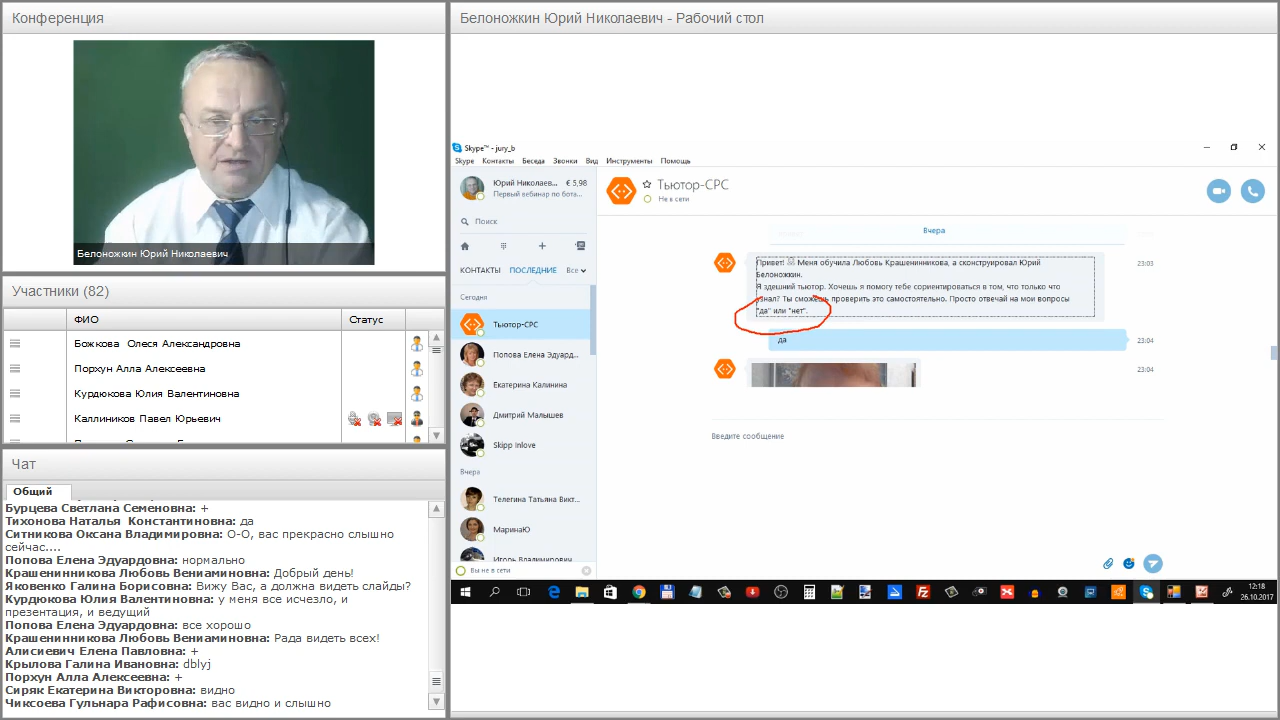 Конференция
Белоножкин Юрий Николаевич
Участники (82)
ФИО
Статус
Божкова Олеся Александровна
Порхун Алла Алексеевна
Курдюкова Юлия Валентиновна
Каллиников Павел Юрьевич
Чат
Общий
Бурцева Светлана Семеновна: +
Тихонова Наталья Константиновна: да
Ситникова Оксана Владимировна: О-О, вас прекрасно слышно
сейчас....
Попова Елена Эдуардовна: нормально
Крашенинникова Любовь Вениаминовна: Добрый день!
Яковенко Галина Борисовна: Вижу Вас, а должна видеть слайды?
Курдюкова Юлия Валентиновна: у меня все исчезло, и
презентация, и ведущий
Попова Елена Эдуардовна: все хорошо
Крашенинникова Любовь Вениаминовна: Рада видеть всех!
Алисиевич Елена Павловна: +
Крылова Галина Ивановна: dblyj
Порхун Алла Алексеевна: +
Сиряк Екатерина Викторовна: видно
Чиксоева Гульнара Рафисовна: вас видно и слышно
Белоножкин Юрий Николаевич - Рабочий стол
Skype™ - jury_b
Skype Контакты Беседа Звонки Вид Инструменты Помощь
Юрий Николаев... € 5,98
Первый вебинар по бота...
Поиск
КОНТАКТЫ ПОСЛЕДНИЕ Все
Сегодня
Тьютор-СРС
Попова Елена Эдуард...
Екатерина Калинина
Дмитрий Малышев
Skipp Inlove
Вчера
Телегина Татьяна Викт...
МаринаЮ
Игорь Владимирович
Вы не в сети
Тьютор-СРС
Не в сети
Вчера
Привет! Меня обучила Любовь Крашенинникова, а сконструировал Юрий
Белоножкин.
Я здешний тьютор. Хочешь я помогу тебе сориентироваться в том, что только что
узнал? Ты сможешь проверить это самостоятельно. Просто отвечай на мои вопросы
"да" или "нет".
23:03
да
23:04
23:04
Введите сообщение
12:18
26.10.2017